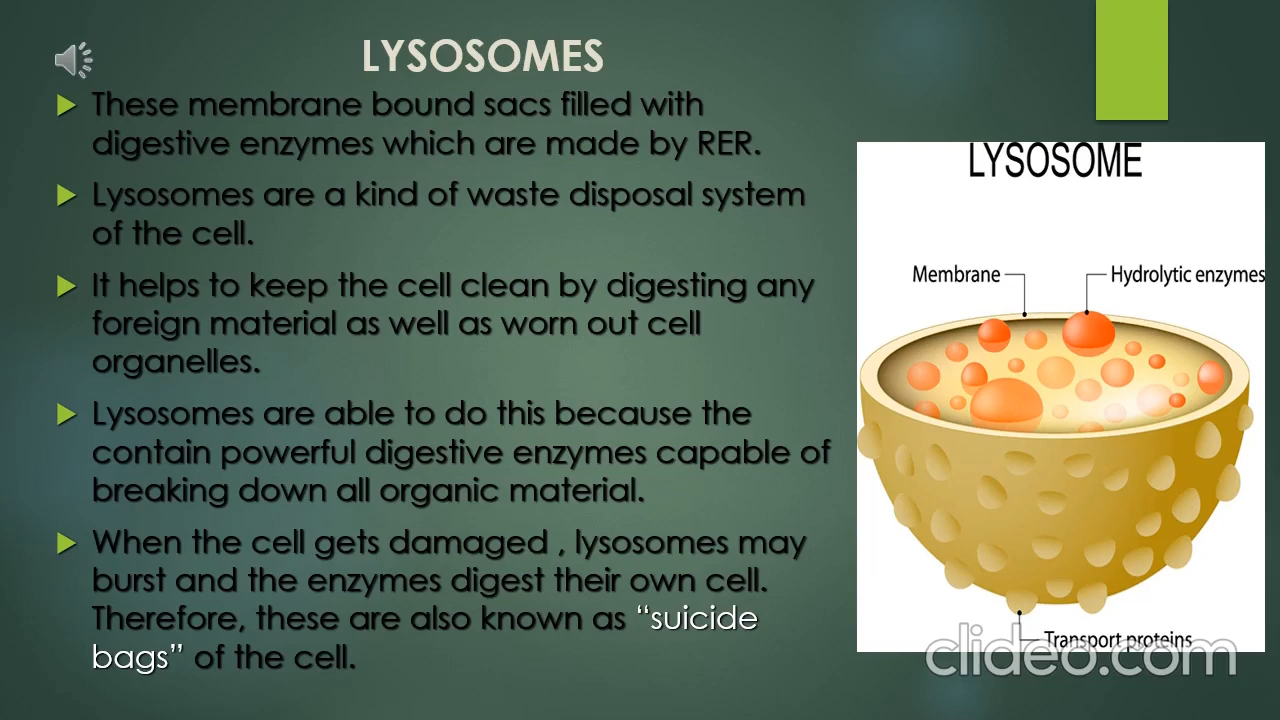 LYSOSOMES
These membrane bound sacs filled with
digestive enzymes which are made by RER.
Lysosomes are a kind of waste disposal system
of the cell.
It helps to keep the cell clean by digesting any
foreign material as well as worn out cell
organelles.
Lysosomes are able to do this because the
contain powerful digestive enzymes capable of
breaking down all organic material.
When the cell gets damaged , lysosomes may
burst and the enzymes digest their own cell.
Therefore, these are also known as “suicide
bags” of the cell.
LYSOSOME
Membrane
Hydrolytic enzymes
Transport proteins
clideo.com